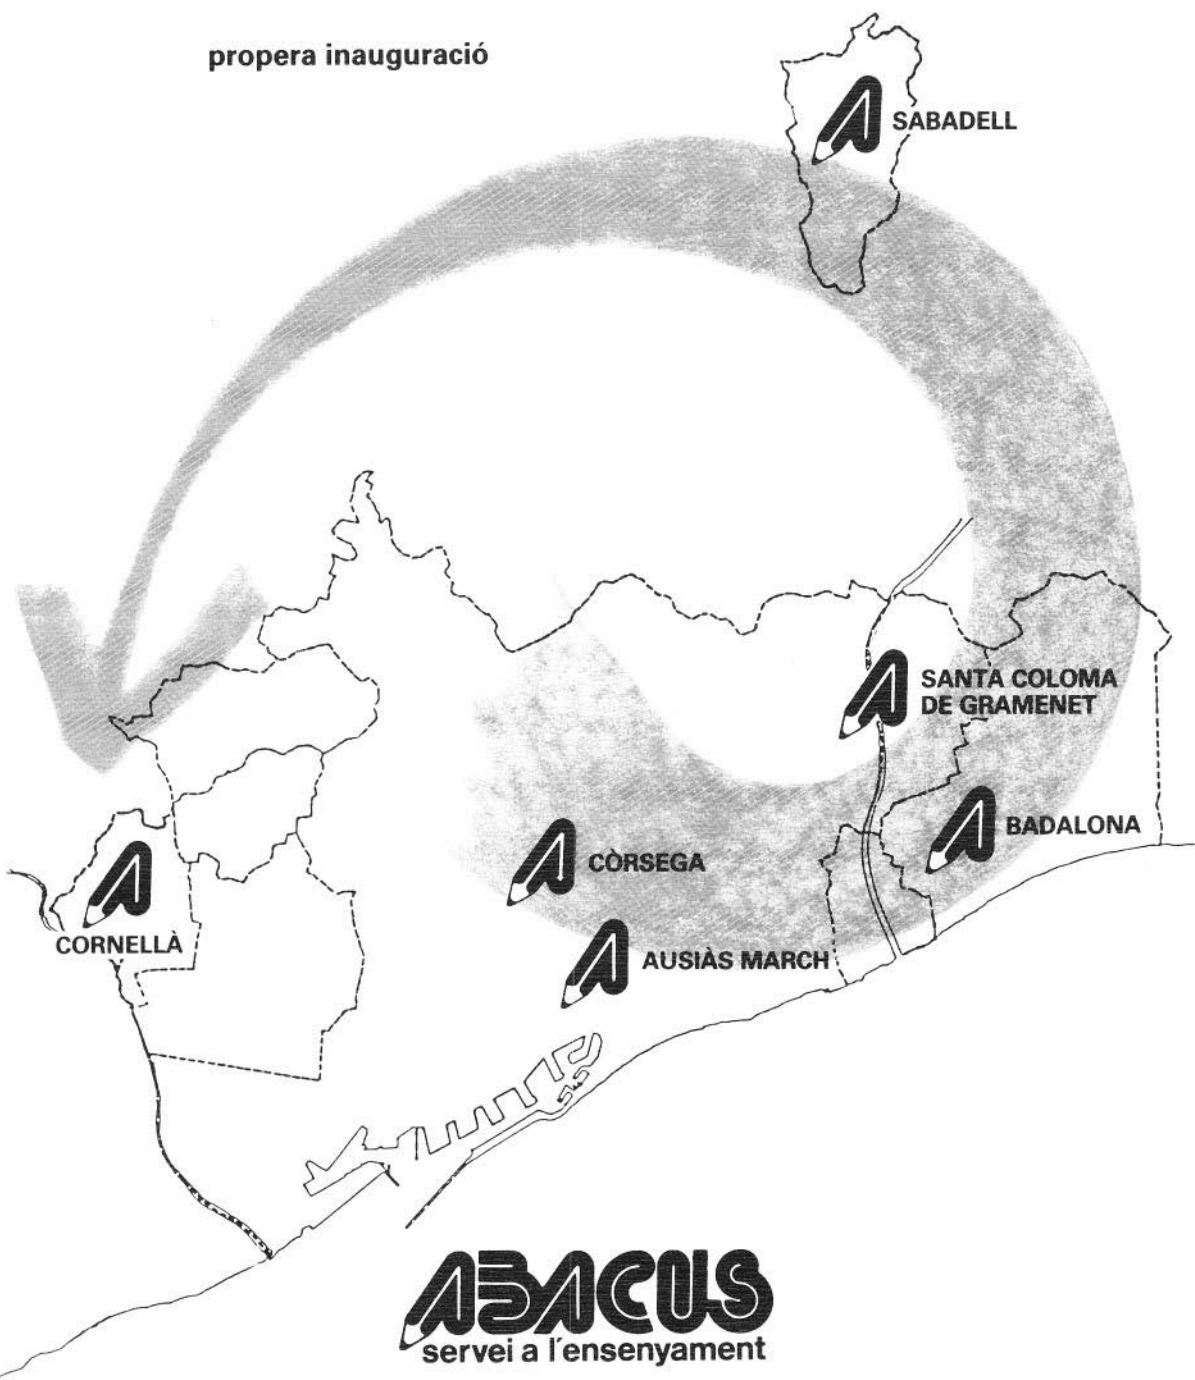 propera inauguració
SABADELL
SANTA COLOMA
DE GRAMENET
BADALONA
CÒRSEGA
CORNELLÀ
AUSIÀS MARCH
ABACUS
servei a l'ensenyament